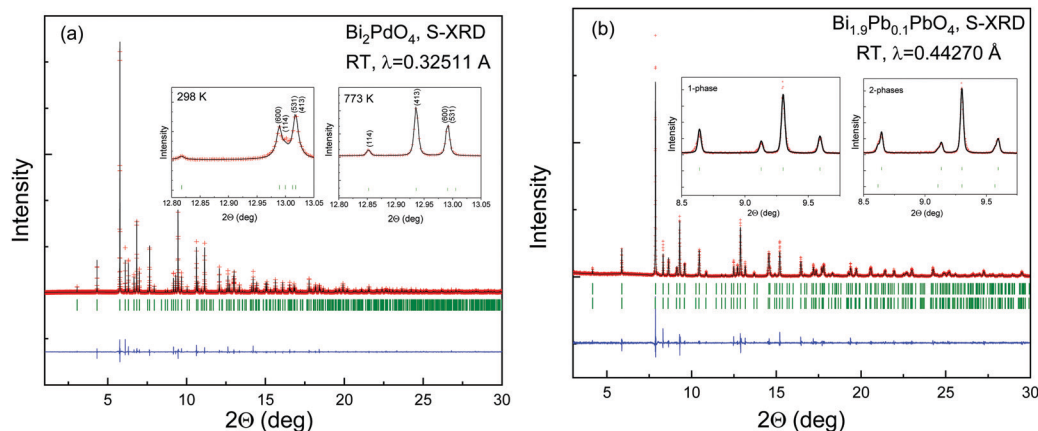 (a)
Bi2PdO4, S-XRD
RT, λ=0.32511 A
298 K
(600)
(114)
(531)
(413)
Intensity
12.80 12.85 12.90 12.95 13.00 13.05
2Θ (deg)
773 K
(114)
(413)
(600)
(531)
Intensity
12.80 12.85 12.90 12.95 13.00 13.05
2Θ (deg)
Intensity
5 10 15 20 25 30
2Θ (deg)
(b)
Bi1.9Pb0.1PbO4, S-XRD
RT, λ=0.44270 Å
1-phase
Intensity
8.5 9.0 9.5
2Θ (deg)
2-phases
Intensity
8.5 9.0 9.5
2Θ (deg)
Intensity
5 10 15 20 25 30
2Θ (deg)